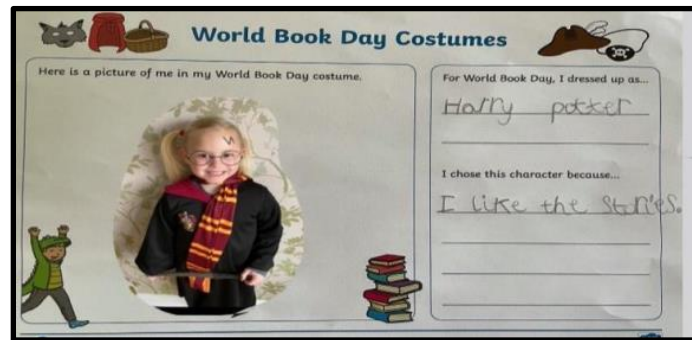 World Book Day Costumes
Here is a picture of me in my World Book Day costume.
For World Book Day, I dressed up as...
Harry potter
I chose this character because...
I like the stories.